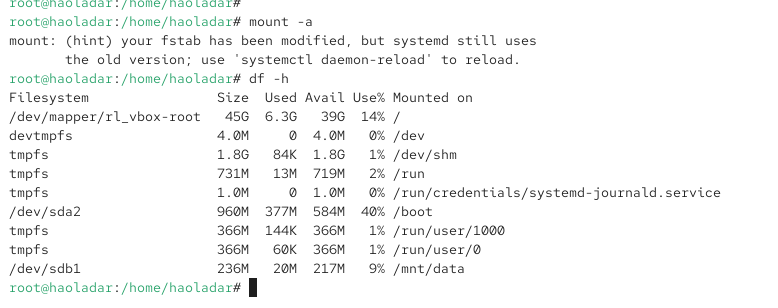 root@haoladar:/home/haoladar#
root@haoladar:/home/haoladar# mount -a
mount: (hint) your fstab has been modified, but systemd still uses
       the old version; use 'systemctl daemon-reload' to reload.
root@haoladar:/home/haoladar# df -h
Filesystem                Size  Used Avail Use% Mounted on
/dev/mapper/rl_vbox-root   45G  6.3G   39G  14% /
devtmpfs                  4.0M     0  4.0M   0% /dev
tmpfs                     1.8G   84K  1.8G   1% /dev/shm
tmpfs                     731M   13M  719M   2% /run
tmpfs                     1.0M     0  1.0M   0% /run/credentials/systemd-journald.service
/dev/sda2                 960M  377M  584M  40% /boot
tmpfs                     366M  144K  366M   1% /run/user/1000
tmpfs                     366M   60K  366M   1% /run/user/0
/dev/sdb1                 236M   20M  217M   9% /mnt/data
root@haoladar:/home/haoladar#